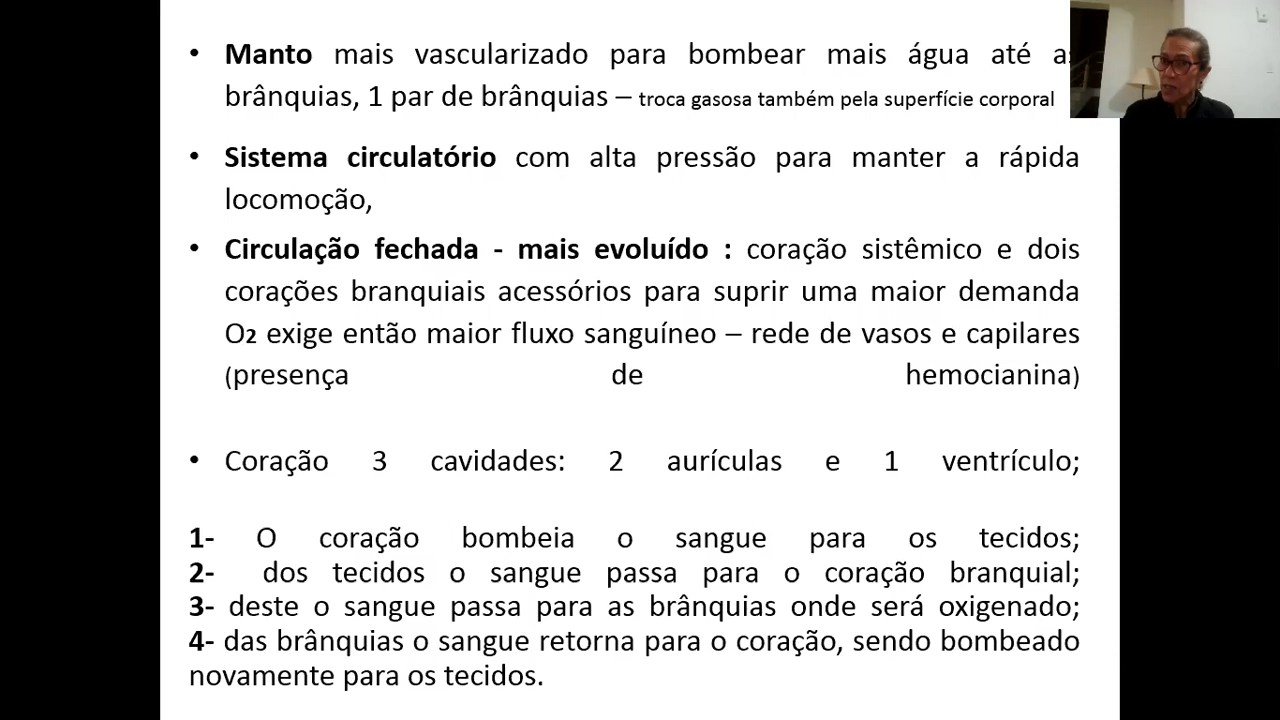 • Manto mais vascularizado para bombear mais água até as
brânquias, 1 par de brânquias – troca gasosa também pela superfície corporal
• Sistema circulatório com alta pressão para manter a rápida
locomoção,
• Circulação fechada - mais evoluído : coração sistêmico e dois
corações branquiais acessórios para suprir uma maior demanda
O₂ exige então maior fluxo sanguíneo – rede de vasos e capilares
(presença de hemocianina)
• Coração 3 cavidades: 2 aurículas e 1 ventrículo;
1- O coração bombeia o sangue para os tecidos;
2- dos tecidos o sangue passa para o coração branquial;
3- deste o sangue passa para as brânquias onde será oxigenado;
4- das brânquias o sangue retorna para o coração, sendo bombeado
novamente para os tecidos.